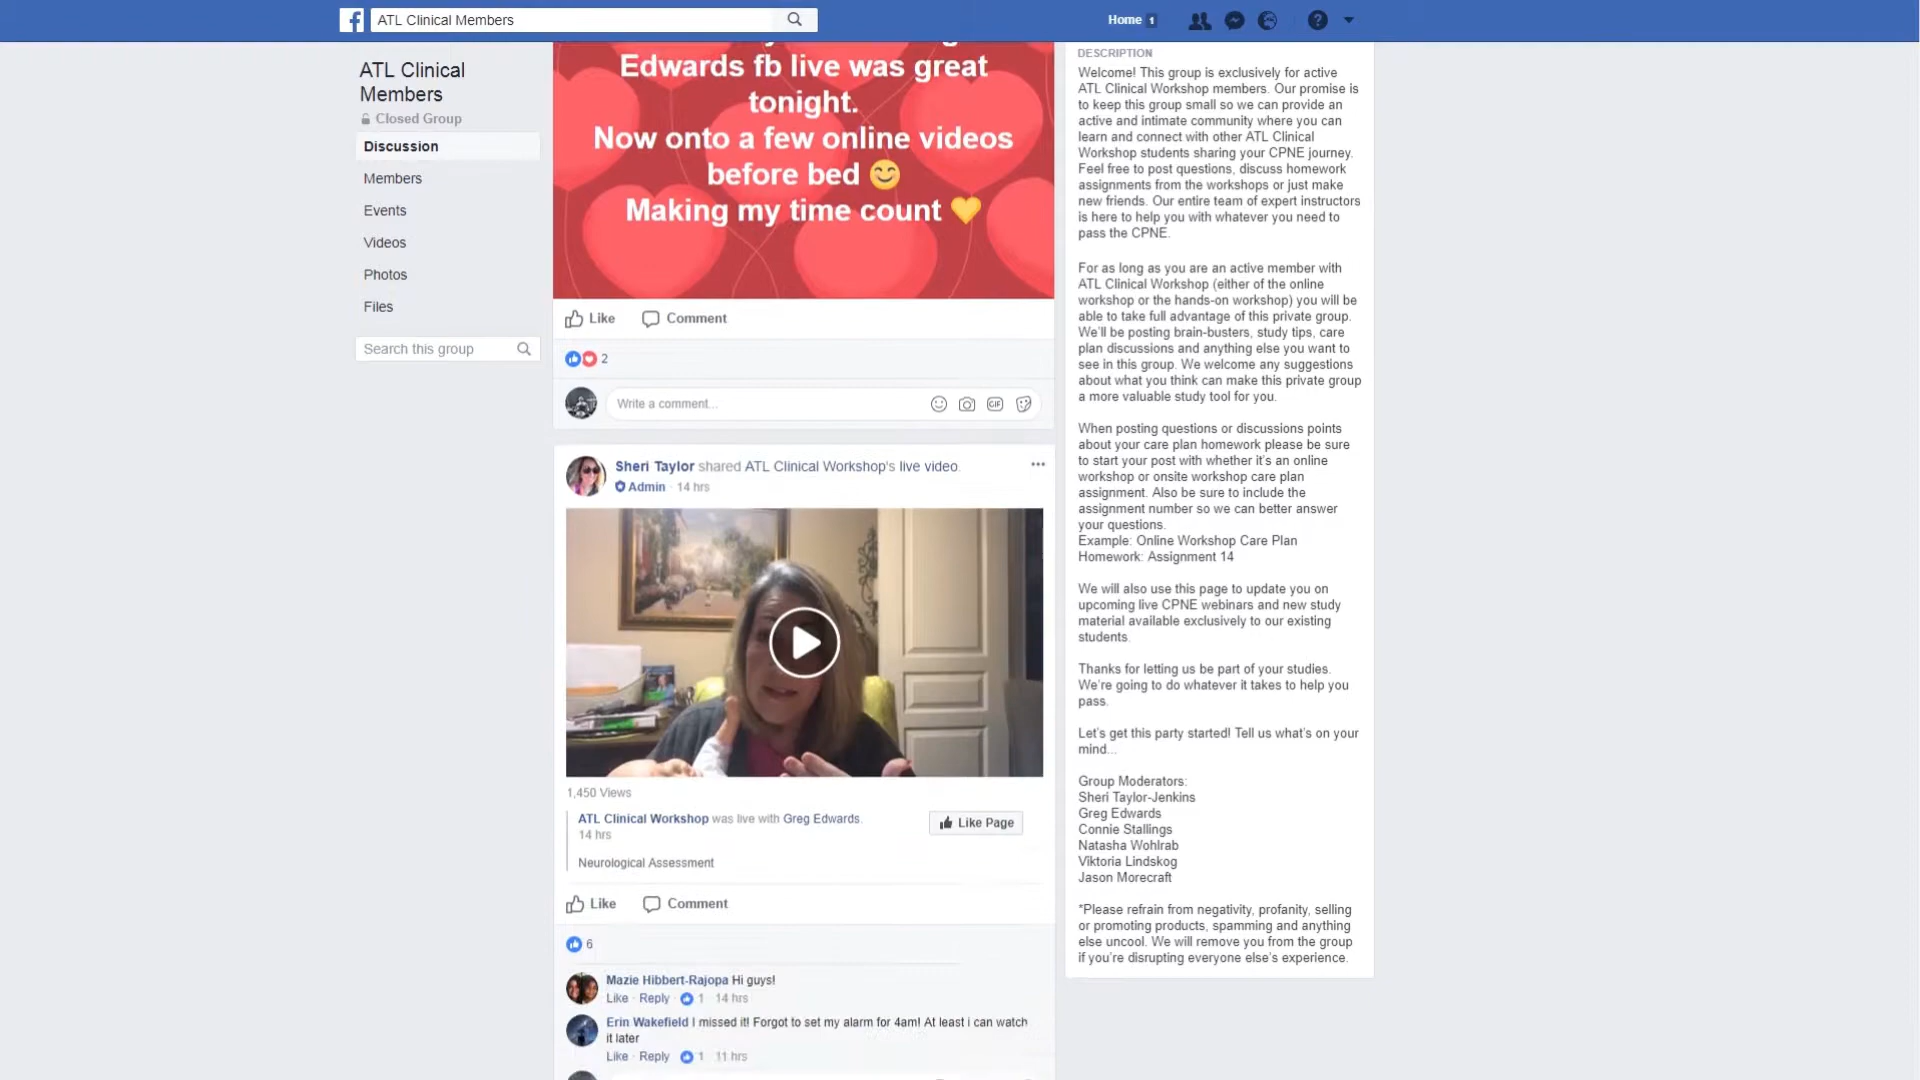 ATL Clinical Members
Home 1
ATL Clinical
Members
Closed Group
Discussion
Members
Events
Videos
Photos
Files
Search this group
Edwards fb live was great
tonight.
Now onto a few online videos
before bed 😊
Making my time count 💛
Like Comment
2
Write a comment...
GIF
Sheri Taylor shared ATL Clinical Workshop's live video.
Admin · 14 hrs
1,450 Views
ATL Clinical Workshop was live with Greg Edwards.
14 hrs
Like Page
Neurological Assessment
Like Comment
6
Mazie Hibbert-Rajopa Hi guys!
Like · Reply · 1 · 14 hrs
Erin Wakefield I missed it! Forgot to set my alarm for 4am! At least i can watch
it later
Like · Reply · 1 · 11 hrs
DESCRIPTION
Welcome! This group is exclusively for active
ATL Clinical Workshop members. Our promise is
to keep this group small so we can provide an
active and intimate community where you can
learn and connect with other ATL Clinical
Workshop students sharing your CPNE journey.
Feel free to post questions, discuss homework
assignments from the workshops or just make
new friends. Our entire team of expert instructors
is here to help you with whatever you need to
pass the CPNE.
For as long as you are an active member with
ATL Clinical Workshop (either of the online
workshop or the hands-on workshop) you will be
able to take full advantage of this private group.
We'll be posting brain-busters, study tips, care
plan discussions and anything else you want to
see in this group. We welcome any suggestions
about what you think can make this private group
a more valuable study tool for you.
When posting questions or discussions points
about your care plan homework please be sure
to start your post with whether it's an online
workshop or onsite workshop care plan
assignment. Also be sure to include the
assignment number so we can better answer
your questions.
Example: Online Workshop Care Plan
Homework: Assignment 14
We will also use this page to update you on
upcoming live CPNE webinars and new study
material available exclusively to our existing
students.
Thanks for letting us be part of your studies.
We're going to do whatever it takes to help you
pass.
Let's get this party started! Tell us what's on your
mind...
Group Moderators:
Sheri Taylor-Jenkins
Greg Edwards
Connie Stallings
Natasha Wohlrab
Viktoria Lindskog
Jason Morecraft
*Please refrain from negativity, profanity, selling
or promoting products, spamming and anything
else uncool. We will remove you from the group
if you're disrupting everyone else's experience.